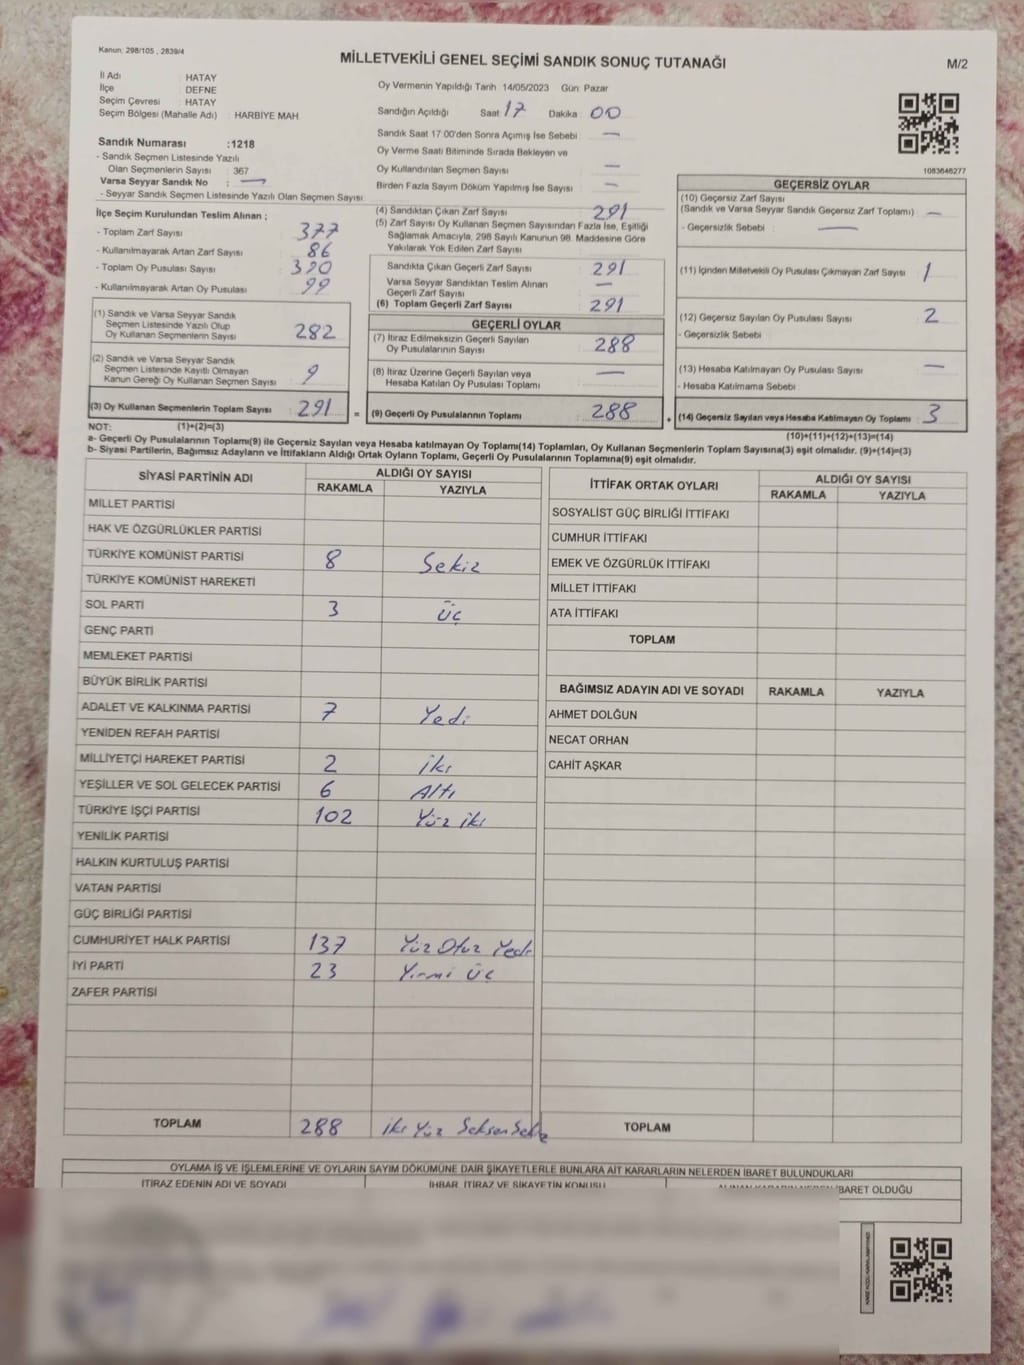 Kanun: 298/105 , 2839/4
MİLLETVEKİLİ GENEL SEÇİMİ SANDIK SONUÇ TUTANAĞI
M/2
İl Adı : HATAY
İlçe : DEFNE
Seçim Çevresi : HATAY
Seçim Bölgesi (Mahalle Adı) : HARBİYE MAH.
Sandık Numarası :1218
- Sandık Seçmen Listesinde Yazılı
Olan Seçmenlerin Sayısı : 367
Varsa Seyyar Sandık No : —
- Seyyar Sandık Seçmen Listesinde Yazılı Olan Seçmen Sayısı
İlçe Seçim Kurulundan Teslim Alınan ;
- Toplam Zarf Sayısı : 377
- Kullanılmayarak Artan Zarf Sayısı : 86
- Toplam Oy Pusulası Sayısı : 390
- Kullanılmayarak Artan Oy Pusulası : 99
(1) Sandık ve Varsa Seyyar Sandık
Seçmen Listesinde Yazılı Olup
Oy Kullanan Seçmenlerin Sayısı : 282
(2) Sandık ve Varsa Seyyar Sandık
Seçmen Listesinde Kayıtlı Olmayan
Kanun Gereği Oy Kullanan Seçmen Sayısı : 9
(3) Oy Kullanan Seçmenlerin Toplam Sayısı : 291 =
Oy Vermenin Yapıldığı Tarih : 14/05/2023 Gün: Pazar
Sandığın Açıldığı Saat 17 Dakika 00
Sandık Saat 17:00'den Sonra Açımış İse Sebebi : —
Oy Verme Saati Bitiminde Sırada Bekleyen ve
Oy Kullandırılan Seçmen Sayısı : —
Birden Fazla Sayım Döküm Yapılmış İse Sayısı : —
(4) Sandıktan Çıkan Zarf Sayısı : 291
(5) Zarf Sayısı Oy Kullanan Seçmen Sayısından Fazla İse, Eşitliği
Sağlamak Amacıyla, 298 Sayılı Kanunun 98. Maddesine Göre
Yakılarak Yok Edilen Zarf Sayısı :
Sandıkta Çıkan Geçerli Zarf Sayısı : 291
Varsa Seyyar Sandıktan Teslim Alınan
Geçerli Zarf Sayısı : —
(6) Toplam Geçerli Zarf Sayısı : 291
GEÇERLİ OYLAR
(7) İtiraz Edilmeksizin Geçerli Sayılan
Oy Pusulalarının Sayısı : 288
(8) İtiraz Üzerine Geçerli Sayılan veya
Hesaba Katılan Oy Pusulası Toplamı : —
(9) Geçerli Oy Pusulalarının Toplamı : 288 +
1083646277
GEÇERSİZ OYLAR
(10) Geçersiz Zarf Sayısı
(Sandık ve Varsa Seyyar Sandık Geçersiz Zarf Toplamı) : —
- Geçersizlik Sebebi : —
(11) İçinden Milletvekili Oy Pusulası Çıkmayan Zarf Sayısı : 1
(12) Geçersiz Sayılan Oy Pusulası Sayısı : 2
- Geçersizlik Sebebi :
(13) Hesaba Katılmayan Oy Pusulası Sayısı : —
- Hesaba Katılmama Sebebi :
(14) Geçersiz Sayılan veya Hesaba Katılmayan Oy Toplamı : 3
NOT: (1)+(2)=(3)
(10)+(11)+(12)+(13)=(14)
a- Geçerli Oy Pusulalarının Toplamı(9) ile Geçersiz Sayılan veya Hesaba katılmayan Oy Toplamı(14) Toplamları, Oy Kullanan Seçmenlerin Toplam Sayısına(3) eşit olmalıdır. (9)+(14)=(3)
b- Siyasi Partilerin, Bağımsız Adayların ve İttifakların Aldığı Ortak Oyların Toplamı, Geçerli Oy Pusulalarının Toplamına(9) eşit olmalıdır.
SİYASİ PARTİNİN ADI ALDIĞI OY SAYISI
RAKAMLA YAZIYLA
MİLLET PARTİSİ
HAK VE ÖZGÜRLÜKLER PARTİSİ
TÜRKİYE KOMÜNİST PARTİSİ 8 Sekiz
TÜRKİYE KOMÜNİST HAREKETİ
SOL PARTİ 3 Üç
GENÇ PARTİ
MEMLEKET PARTİSİ
BÜYÜK BİRLİK PARTİSİ
ADALET VE KALKINMA PARTİSİ 7 Yedi
YENİDEN REFAH PARTİSİ
MİLLİYETÇİ HAREKET PARTİSİ 2 iki
YEŞİLLER VE SOL GELECEK PARTİSİ 6 Altı
TÜRKİYE İŞÇİ PARTİSİ 102 Yüz iki
YENİLİK PARTİSİ
HALKIN KURTULUŞ PARTİSİ
VATAN PARTİSİ
GÜÇ BİRLİĞİ PARTİSİ
CUMHURİYET HALK PARTİSİ 137 Yüz Otuz Yedi
İYİ PARTİ 23 Yirmi Üç
ZAFER PARTİSİ
TOPLAM 288 iki Yüz Seksen Sekiz
İTTİFAK ORTAK OYLARI ALDIĞI OY SAYISI
RAKAMLA YAZIYLA
SOSYALİST GÜÇ BİRLİĞİ İTTİFAKI
CUMHUR İTTİFAKI
EMEK VE ÖZGÜRLÜK İTTİFAKI
MİLLET İTTİFAKI
ATA İTTİFAKI
TOPLAM
BAĞIMSIZ ADAYIN ADI VE SOYADI RAKAMLA YAZIYLA
AHMET DOLĞUN
NECAT ORHAN
CAHİT AŞKAR
TOPLAM
OYLAMA İŞ VE İŞLEMLERİNE VE OYLARIN SAYIM DÖKÜMÜNE DAİR ŞİKAYETLERLE BUNLARA AİT KARARLARIN NELERDEN İBARET BULUNDUKLARI
İTİRAZ EDENİN ADI VE SOYADI İHBAR, İTİRAZ VE ŞİKAYETİN KONUSU İBARET OLDUĞU